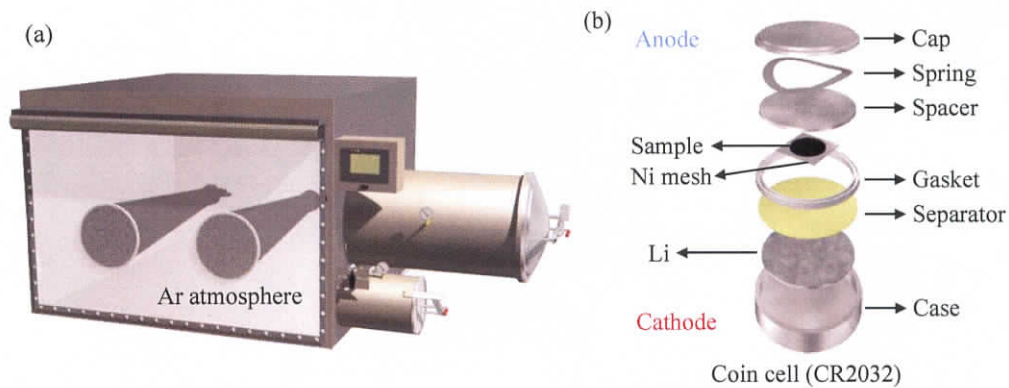 (a)
Ar atmosphere
(b)
Anode
Cap
Spring
Spacer
Sample
Ni mesh
Gasket
Separator
Li
Case
Cathode
Coin cell (CR2032)